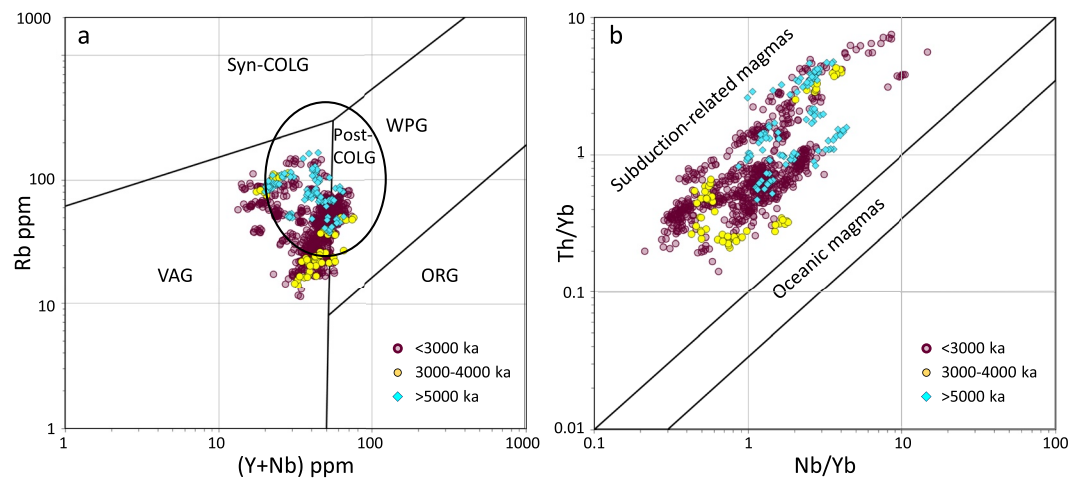 a
1000
100
10
1
Rb ppm
Syn-COLG
WPG
Post-
COLG
VAG
ORG
<3000 ka
3000-4000 ka
>5000 ka
1
10
100
1000
(Y+Nb) ppm
b
10
1
0.1
0.01
Th/Yb
Subduction-related magmas
Oceanic magmas
<3000 ka
3000-4000 ka
>5000 ka
0.1
1
10
100
Nb/Yb